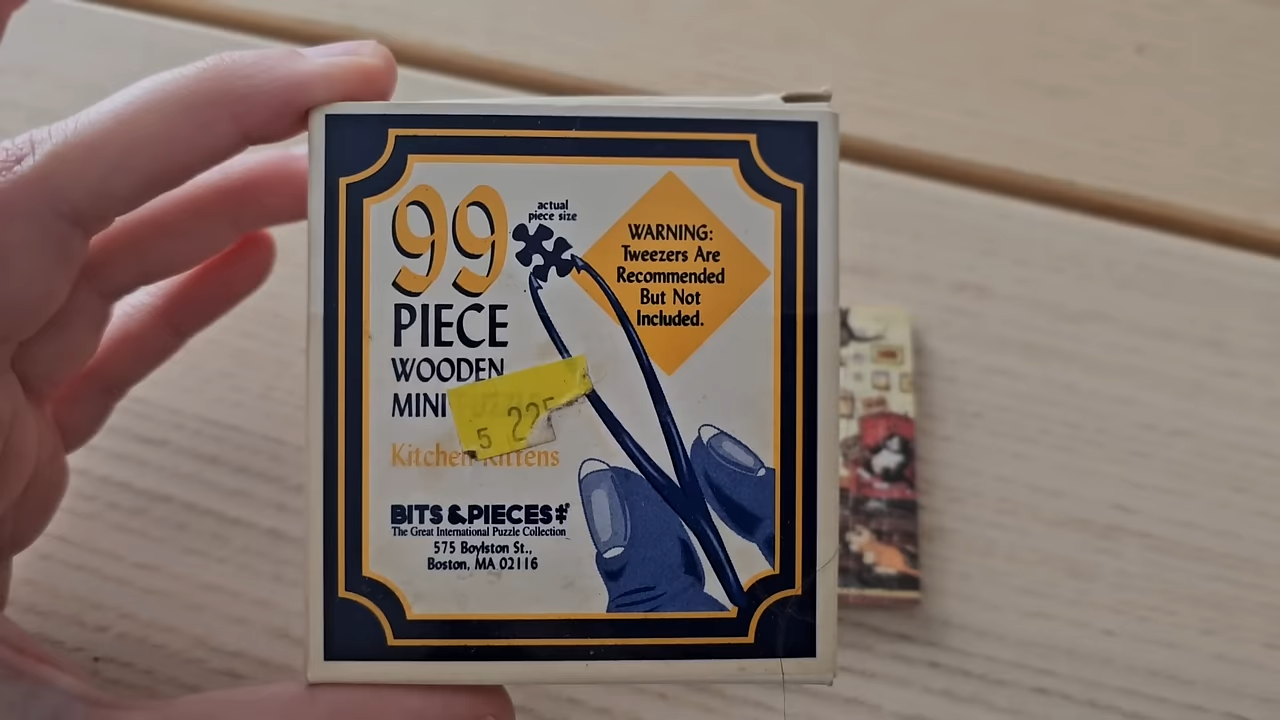 99
PIECE
WOODEN
MINI
5 225
Kitchen Kittens
BITS & PIECES
The Great International Puzzle Collection
575 Boylston St.,
Boston, MA 02116
actual
piece size
WARNING:
Tweezers Are
Recommended
But Not
Included.